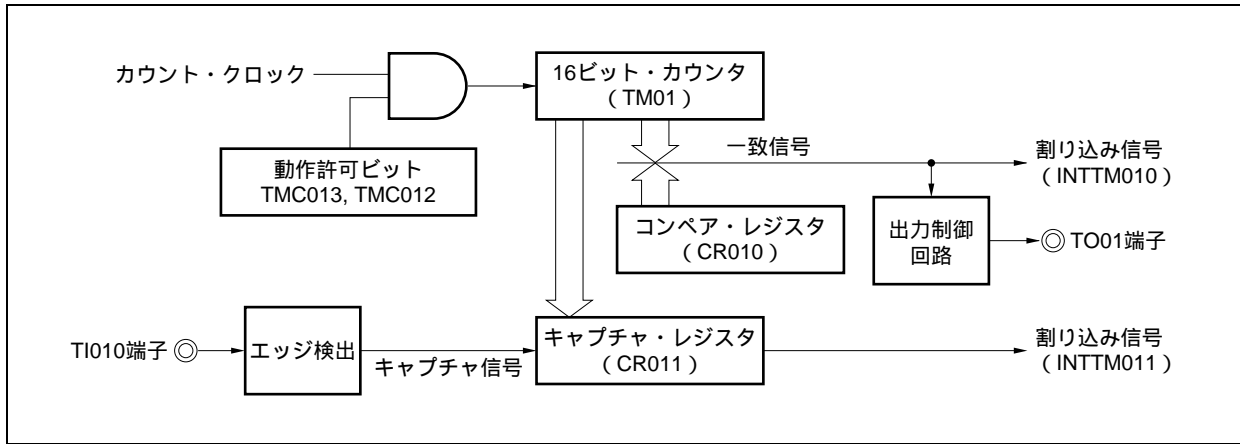 カウント・クロック
16ビット・カウンタ
(TM01)
動作許可ビット
TMC013, TMC012
一致信号
割り込み信号
(INTTM010)
コンペア・レジスタ
(CR010)
出力制御
回路
TO01端子
TI010端子
エッジ検出
キャプチャ信号
キャプチャ・レジスタ
(CR011)
割り込み信号
(INTTM011)